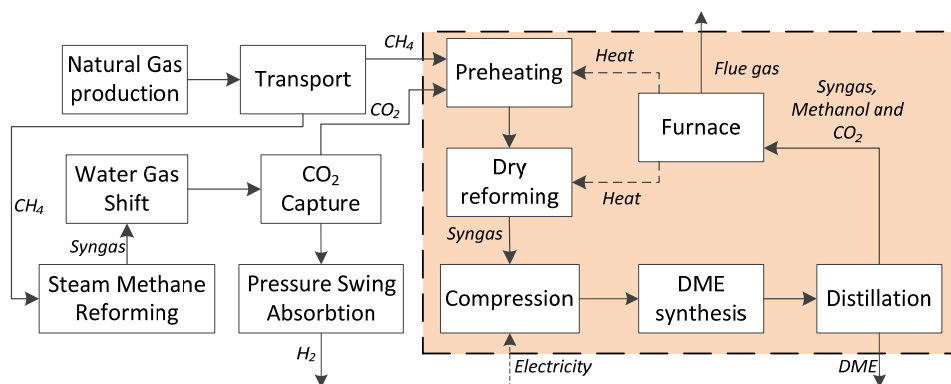 Natural Gas
production
Transport
CH4
CO2
Preheating
Heat
Flue gas
Furnace
Syngas,
Methanol and
CO2
Water Gas
Shift
CO2
Capture
Dry
reforming
Heat
CH4
Syngas
Syngas
Steam Methane
Reforming
Pressure Swing
Absorbtion
Compression
DME
synthesis
Distillation
H2
Electricity
DME